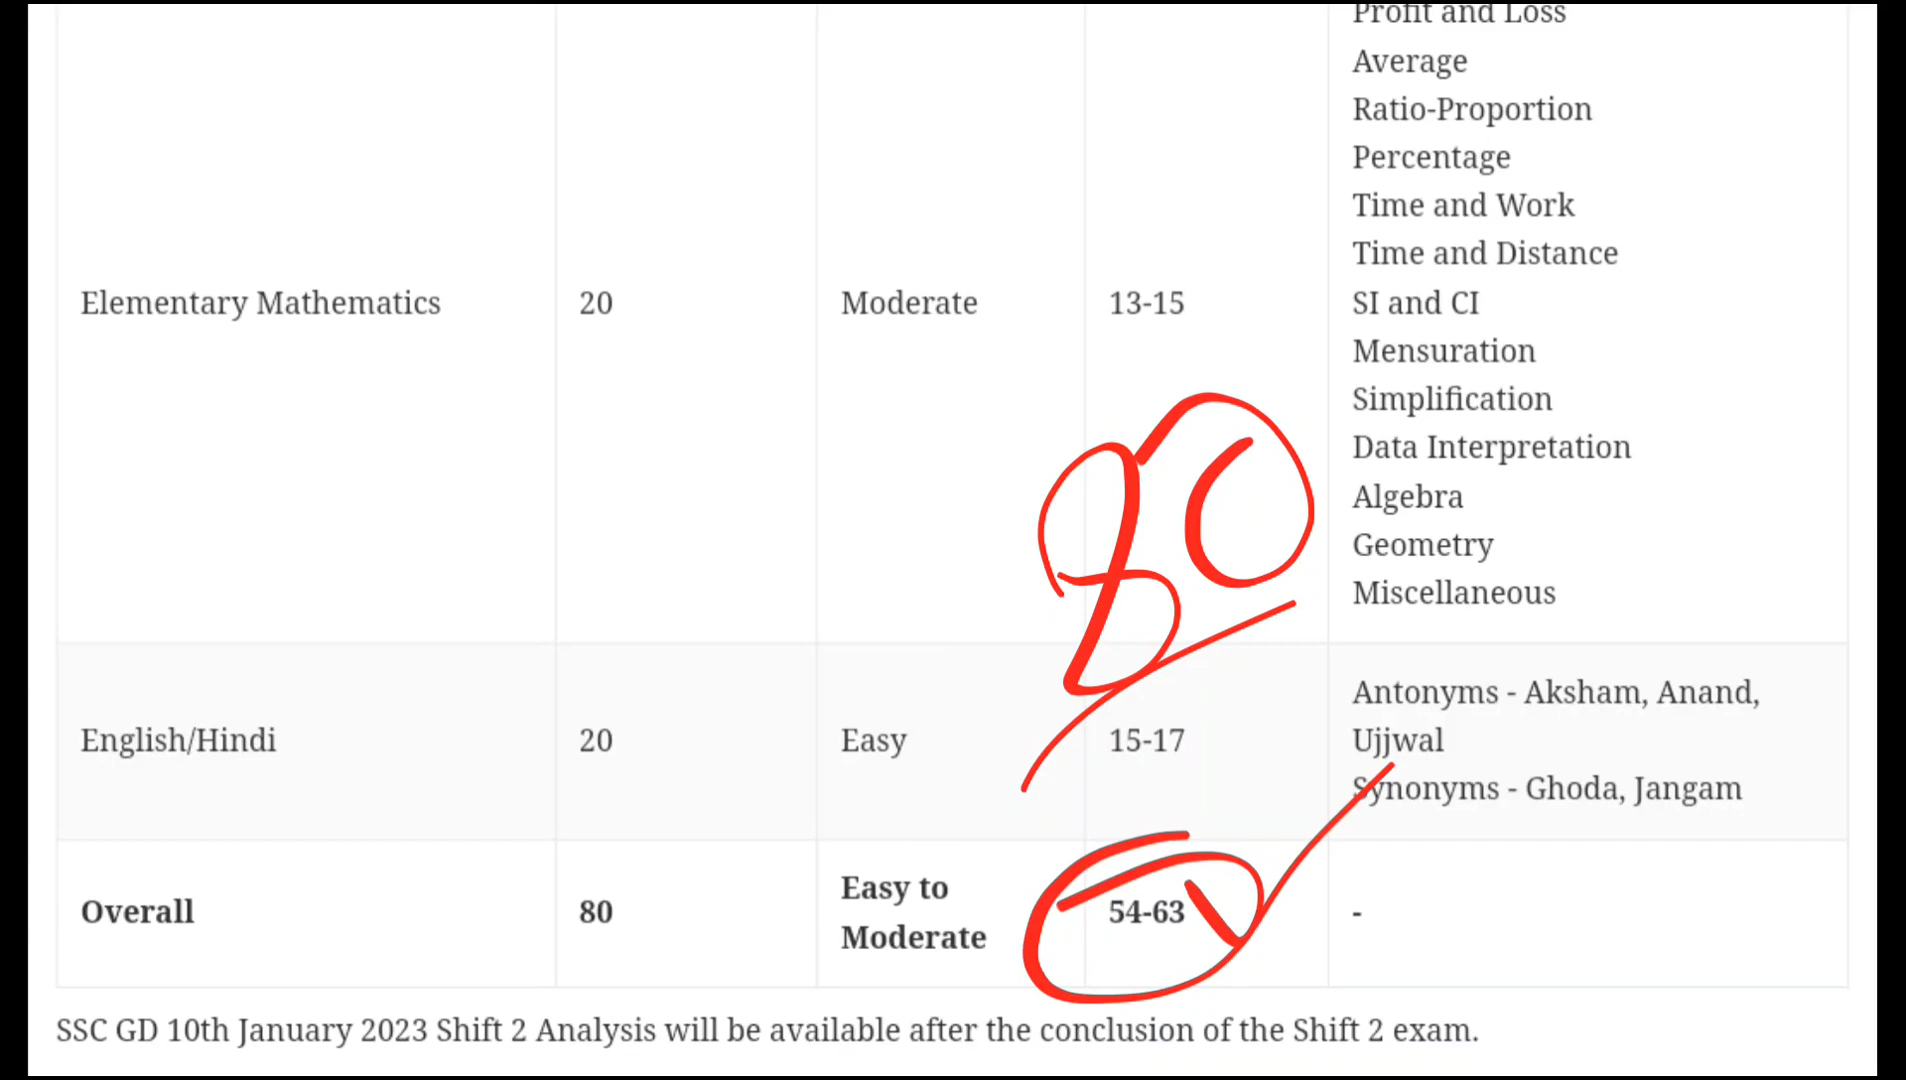 Profit and Loss
Average
Ratio-Proportion
Percentage
Time and Work
Time and Distance
Elementary Mathematics 20 Moderate 13-15 SI and CI
Mensuration
Simplification
Data Interpretation
Algebra
Geometry
Miscellaneous
80
Antonyms - Aksham, Anand,
English/Hindi 20 Easy 15-17 Ujjwal
Synonyms - Ghoda, Jangam
Overall 80 Easy to Moderate 54-63 -
SSC GD 10th January 2023 Shift 2 Analysis will be available after the conclusion of the Shift 2 exam.